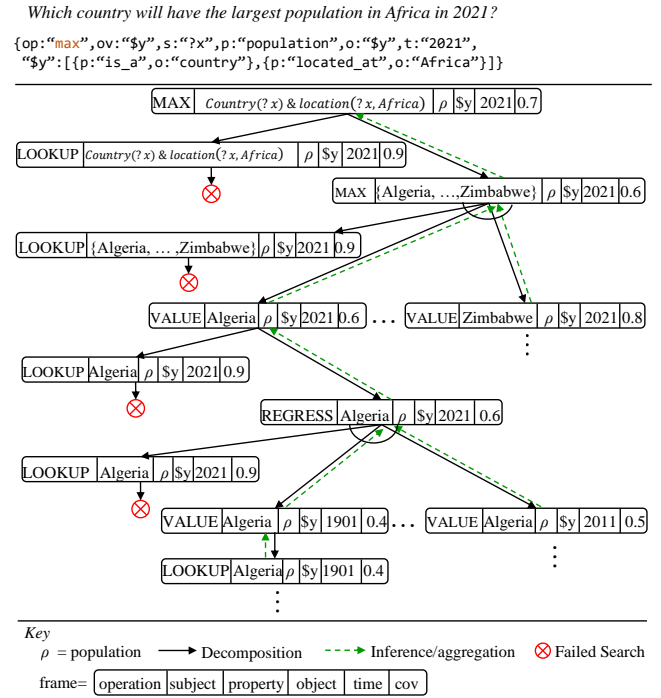 Which country will have the largest population in Africa in 2021?
{op:“max”,ov:“$y”,s:“?x”,p:“population”,o:“$y”,t:“2021”,
“$y”:[{p:“is_a”,o:“country”},{p:“located_at”,o:“Africa”}]}
MAX Country(? x) & location(? x, Africa) ρ $y 2021 0.7
LOOKUP Country(? x) & location(? x, Africa) ρ $y 2021 0.9
MAX {Algeria, …,Zimbabwe} ρ $y 2021 0.6
LOOKUP {Algeria, … ,Zimbabwe} ρ $y 2021 0.9
VALUE Algeria ρ $y 2021 0.6 ... VALUE Zimbabwe ρ $y 2021 0.8
LOOKUP Algeria ρ $y 2021 0.9
REGRESS Algeria ρ $y 2021 0.6
LOOKUP Algeria ρ $y 2021 0.9
VALUE Algeria ρ $y 1901 0.4 ... VALUE Algeria ρ $y 2011 0.5
LOOKUP Algeria ρ $y 1901 0.4
Key
ρ = population Decomposition Inference/aggregation Failed Search
frame= operation subject property object time cov